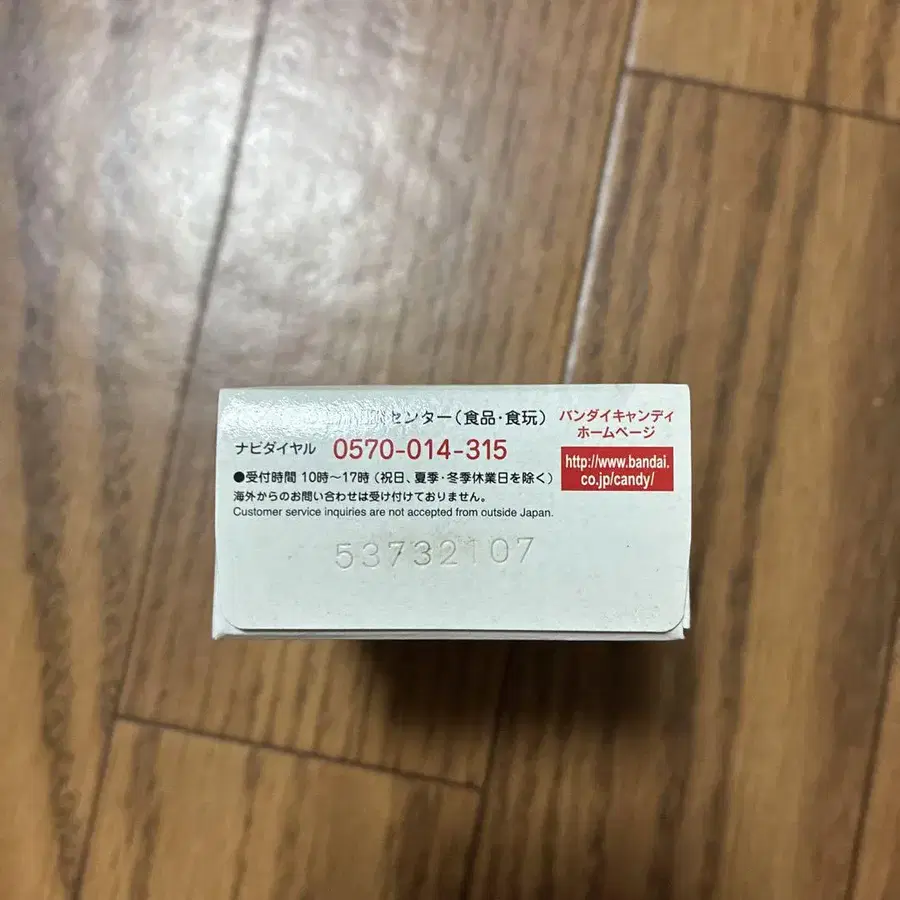 センター（食品・食玩）
ナビダイヤル 0570-014-315
●受付時間 10時〜17時（祝日、夏季・冬季休業日を除く）
海外からのお問い合わせは受け付けておりません。
Customer service inquiries are not accepted from outside Japan.
バンダイキャンディ
ホームページ
http://www.bandai.
co.jp/candy/
53732107